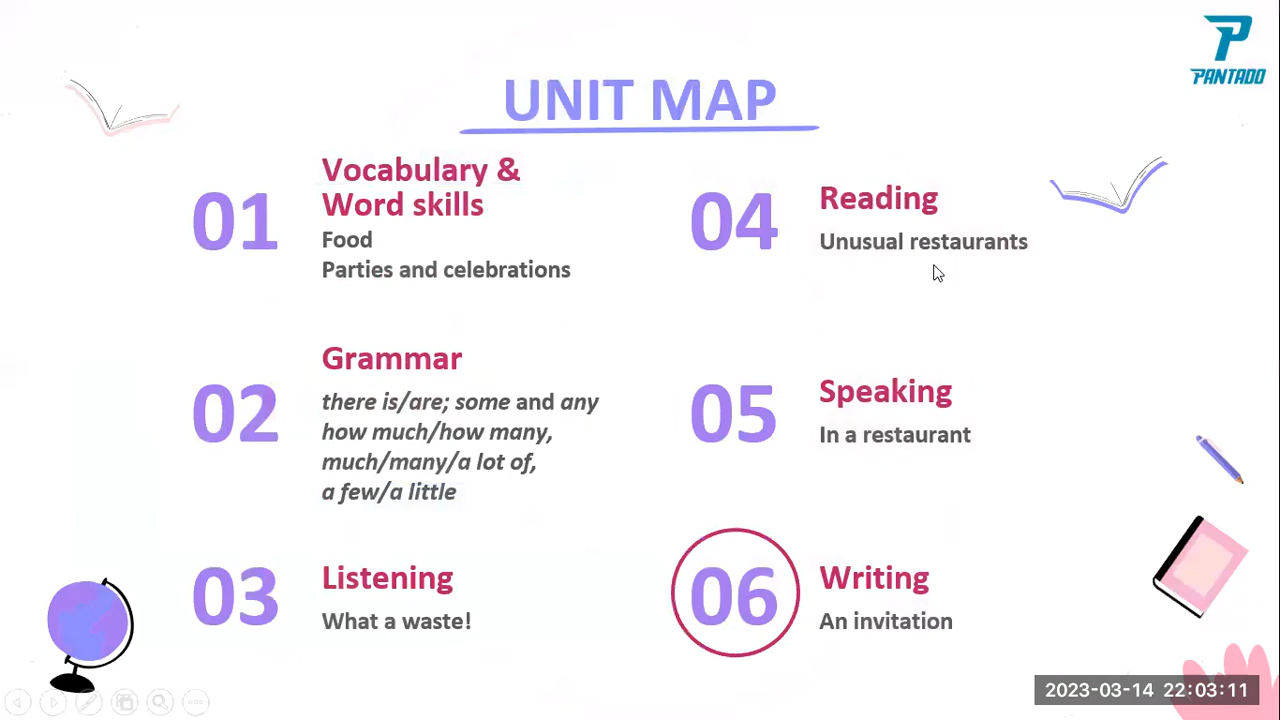 PANTADO
UNIT MAP
01
Vocabulary &
Word skills
Food
Parties and celebrations
02
Grammar
there is/are; some and any
how much/how many,
much/many/a lot of,
a few/a little
03
Listening
What a waste!
04
Reading
Unusual restaurants
05
Speaking
In a restaurant
06
Writing
An invitation
2023-03-14 22:03:11